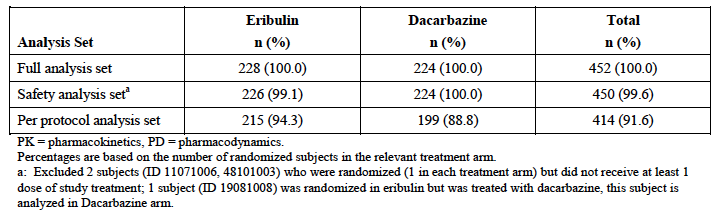 Eribulin Dacarbazine Total
Analysis Set n (%) n (%) n (%)
Full analysis set 228 (100.0) 224 (100.0) 452 (100.0)
Safety analysis setª 226 (99.1) 224 (100.0) 450 (99.6)
Per protocol analysis set 215 (94.3) 199 (88.8) 414 (91.6)
PK = pharmacokinetics, PD = pharmacodynamics.
Percentages are based on the number of randomized subjects in the relevant treatment arm.
a: Excluded 2 subjects (ID 11071006, 48101003) who were randomized (1 in each treatment arm) but did not receive at least 1
dose of study treatment; 1 subject (ID 19081008) was randomized in eribulin but was treated with dacarbazine, this subject is
analyzed in Dacarbazine arm.